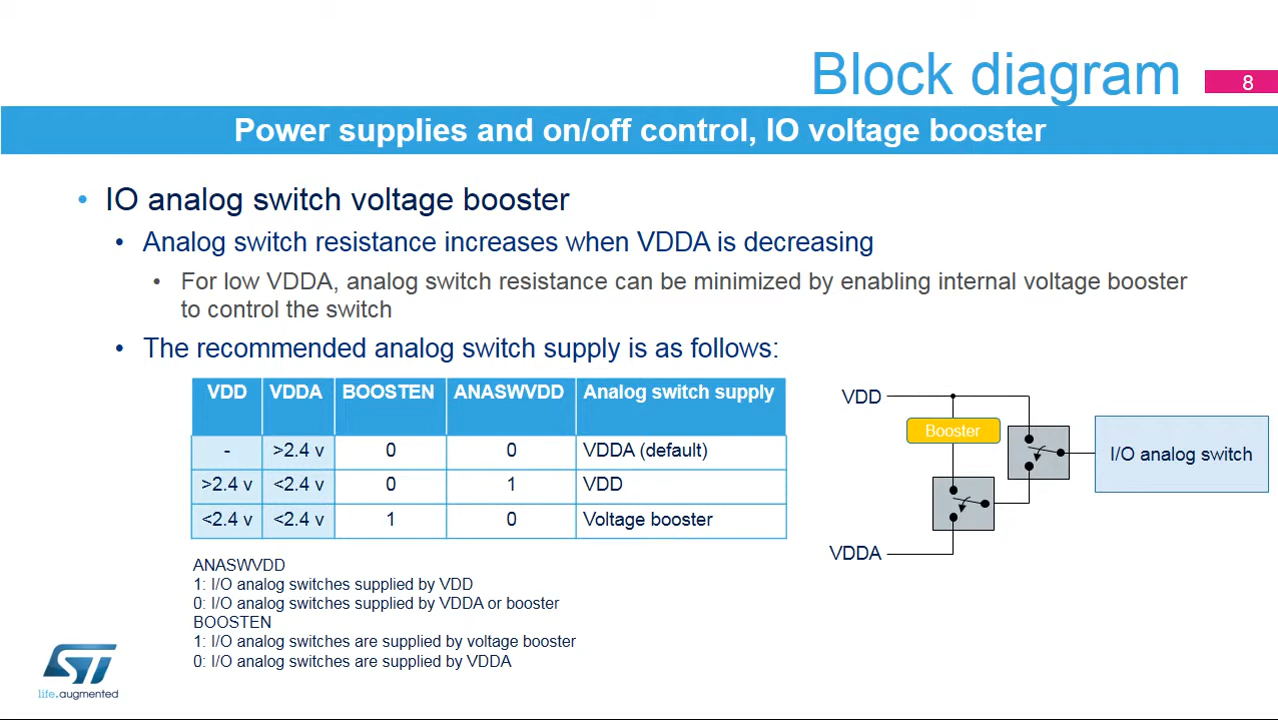 Block diagram
8
Power supplies and on/off control, IO voltage booster
• IO analog switch voltage booster
• Analog switch resistance increases when VDDA is decreasing
• For low VDDA, analog switch resistance can be minimized by enabling internal voltage booster
to control the switch
• The recommended analog switch supply is as follows:
VDD VDDA BOOSTEN ANASWVDD Analog switch supply
- >2.4 v 0 0 VDDA (default)
>2.4 v <2.4 v 0 1 VDD
<2.4 v <2.4 v 1 0 Voltage booster
VDD
Booster
I/O analog switch
VDDA
ANASWVDD
1: I/O analog switches supplied by VDD
0: I/O analog switches supplied by VDDA or booster
BOOSTEN
1: I/O analog switches are supplied by voltage booster
0: I/O analog switches are supplied by VDDA
ST
life.augmented